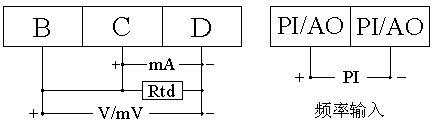 B C D PI/AO PI/AO
+ mA −
Rtd + PI −
+ V/mV − 频率输入